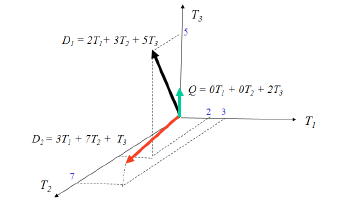 T₃
5
D₁ = 2T₁ + 3T₂ + 5T₃
Q = 0T₁ + 0T₂ + 2T₃
2 3
T₁
D₂ = 3T₁ + 7T₂ + T₃
7
T₂